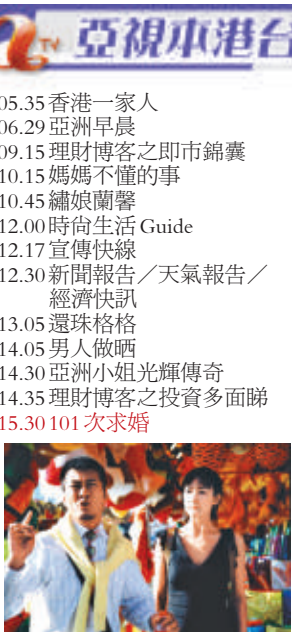 TV 亞視本港台
05.35 香港一家人
06.29 亞洲早晨
09.15 理財博客之即市錦囊
10.15 媽媽不懂的事
10.45 繡娘蘭馨
12.00 時尚生活 Guide
12.17 宣傳快線
12.30 新聞報告／天氣報告／
經濟快訊
13.05 還珠格格
14.05 男人做晒
14.30 亞洲小姐光輝傳奇
14.35 理財博客之投資多面睇
15.30 101 次求婚